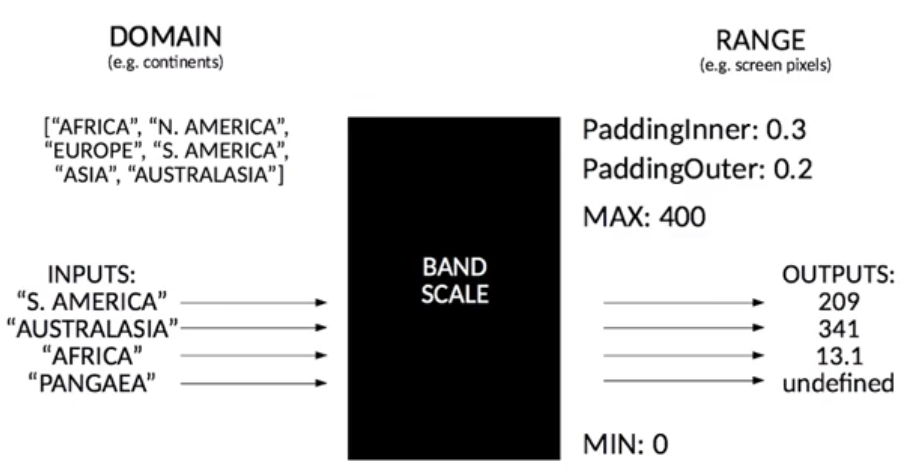 DOMAIN
(e.g. continents)
RANGE
(e.g. screen pixels)
["AFRICA", "N. AMERICA",
"EUROPE", "S. AMERICA",
"ASIA", "AUSTRALASIA"]
PaddingInner: 0.3
PaddingOuter: 0.2
MAX: 400
BAND
SCALE
INPUTS:
"S. AMERICA"
"AUSTRALASIA"
"AFRICA"
"PANGAEA"
OUTPUTS:
209
341
13.1
undefined
MIN: 0